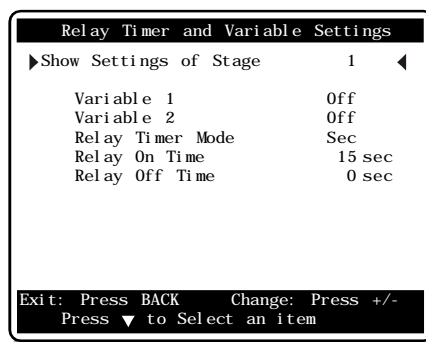 Relay Timer and Variable Settings
Show Settings of Stage 1
Variable 1 Off
Variable 2 Off
Relay Timer Mode Sec
Relay On Time 15 sec
Relay Off Time 0 sec
Exit: Press BACK Change: Press +/-
Press ▼ to Select an item